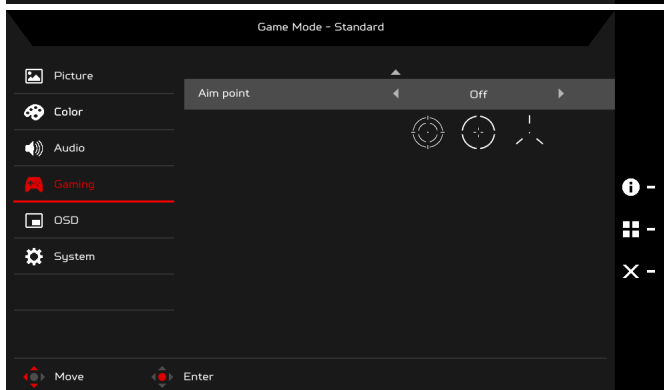 Game Mode - Standard
Picture
Aim point Off
Color
Audio
Gaming
OSD
System
Move Enter